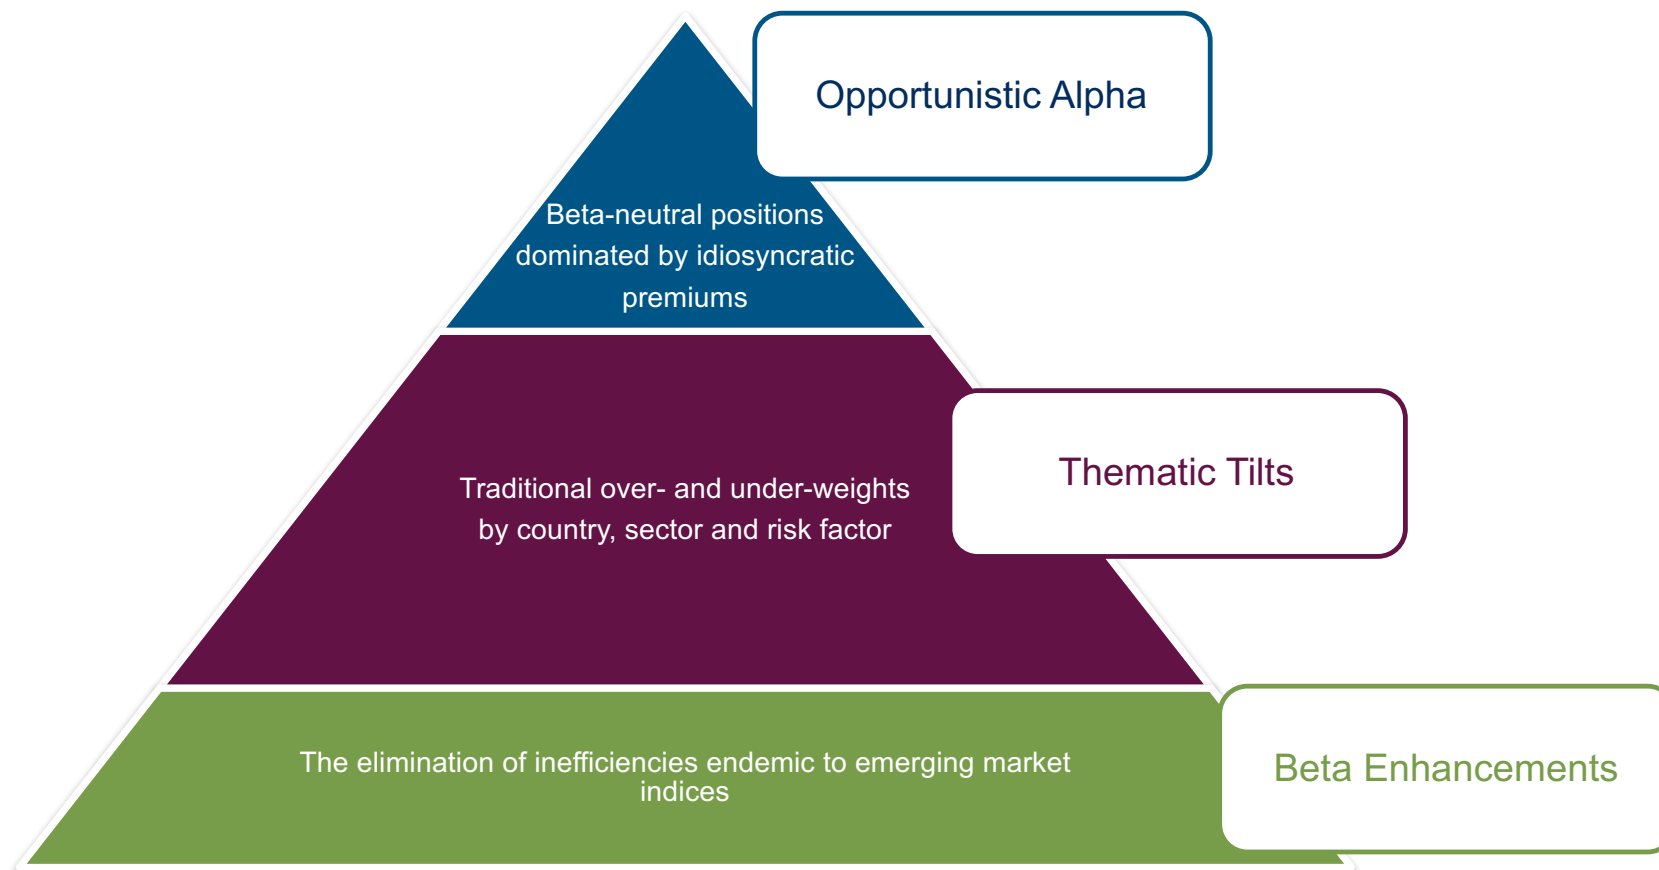 Opportunistic Alpha
Beta-neutral positions
dominated by idiosyncratic
premiums
Thematic Tilts
Traditional over- and under-weights
by country, sector and risk factor
Beta Enhancements
The elimination of inefficiencies endemic to emerging market
indices